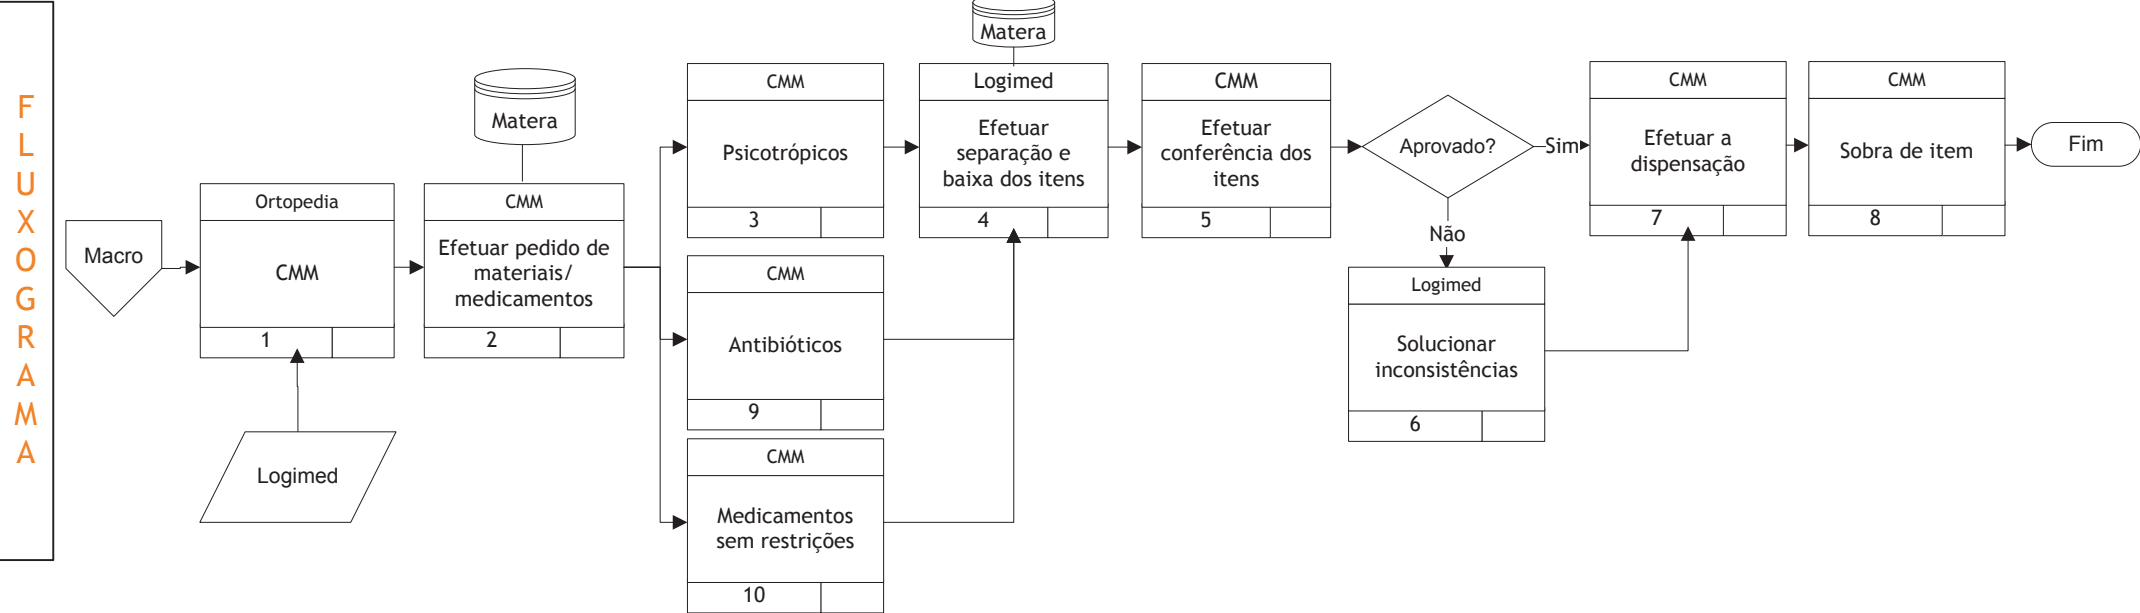 FLUXOGRAMA
Macro
Ortopedia
CMM
1
Logimed
Matera
CMM
Efetuar pedido de
materiais/
medicamentos
2
CMM
Psicotrópicos
3
CMM
Antibióticos
9
CMM
Medicamentos
sem restrições
10
Matera
Logimed
Efetuar
separação e
baixa dos itens
4
CMM
Efetuar
conferência dos
itens
5
Aprovado?
Sim
Não
Logimed
Solucionar
inconsistências
6
CMM
Efetuar a
dispensação
7
CMM
Sobra de item
8
Fim